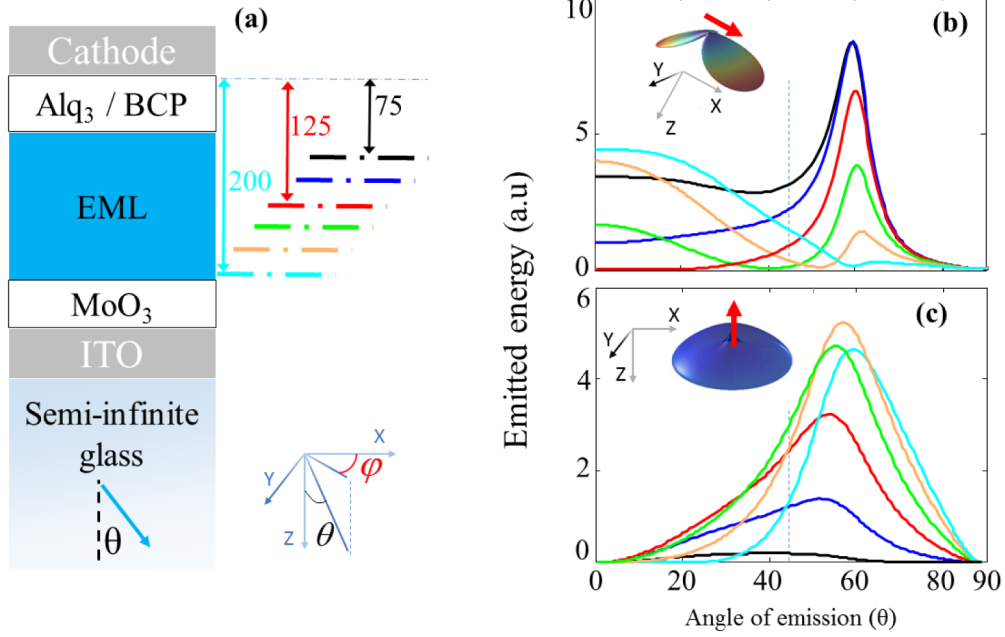 (a)
Cathode
Alq3 / BCP
EML
MoO3
ITO
Semi-infinite
glass
θ
75
125
200
X
Y
Z
φ
θ
Emitted energy (a.u)
(b)
10
5
0
Y
X
Z
(c)
6
4
2
0
X
Y
Z
0 20 40 60 80 90
Angle of emission (θ)